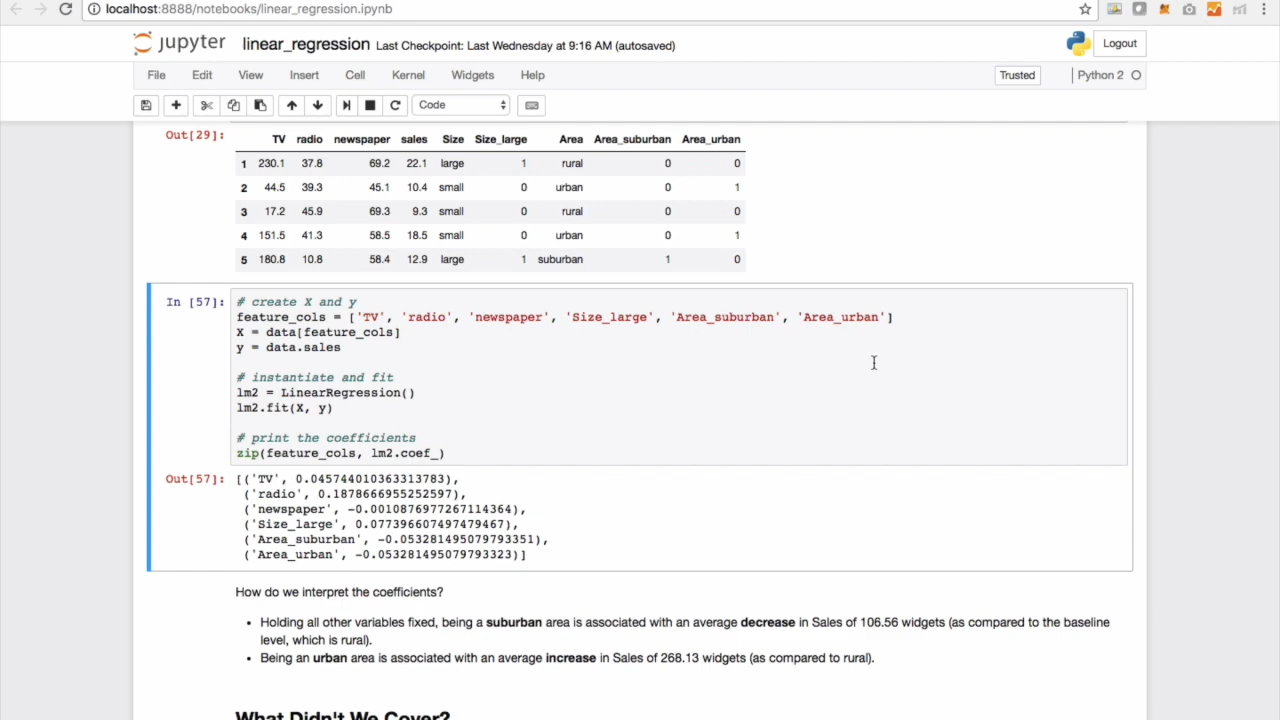 localhost:8888/notebooks/linear_regression.ipynb
jupyter linear_regression Last Checkpoint: Last Wednesday at 9:16 AM (autosaved) Logout
File Edit View Insert Cell Kernel Widgets Help Trusted Python 2
Code
Out[29]:
TV radio newspaper sales Size Size_large Area Area_suburban Area_urban
1 230.1 37.8 69.2 22.1 large 1 rural 0 0
2 44.5 39.3 45.1 10.4 small 0 urban 0 1
3 17.2 45.9 69.3 9.3 small 0 rural 0 0
4 151.5 41.3 58.5 18.5 small 0 urban 0 1
5 180.8 10.8 58.4 12.9 large 1 suburban 1 0
In [57]: # create X and y
feature_cols = ['TV', 'radio', 'newspaper', 'Size_large', 'Area_suburban', 'Area_urban']
X = data[feature_cols]
y = data.sales
# instantiate and fit
lm2 = LinearRegression()
lm2.fit(X, y)
# print the coefficients
zip(feature_cols, lm2.coef_)
Out[57]: [('TV', 0.045744010363313783),
('radio', 0.1878666955252597),
('newspaper', -0.0010876977267114364),
('Size_large', 0.077396607497479467),
('Area_suburban', -0.053281495079793351),
('Area_urban', -0.053281495079793323)]
How do we interpret the coefficients?
• Holding all other variables fixed, being a suburban area is associated with an average decrease in Sales of 106.56 widgets (as compared to the baseline
level, which is rural).
• Being an urban area is associated with an average increase in Sales of 268.13 widgets (as compared to rural).
What Didn't We Cover?